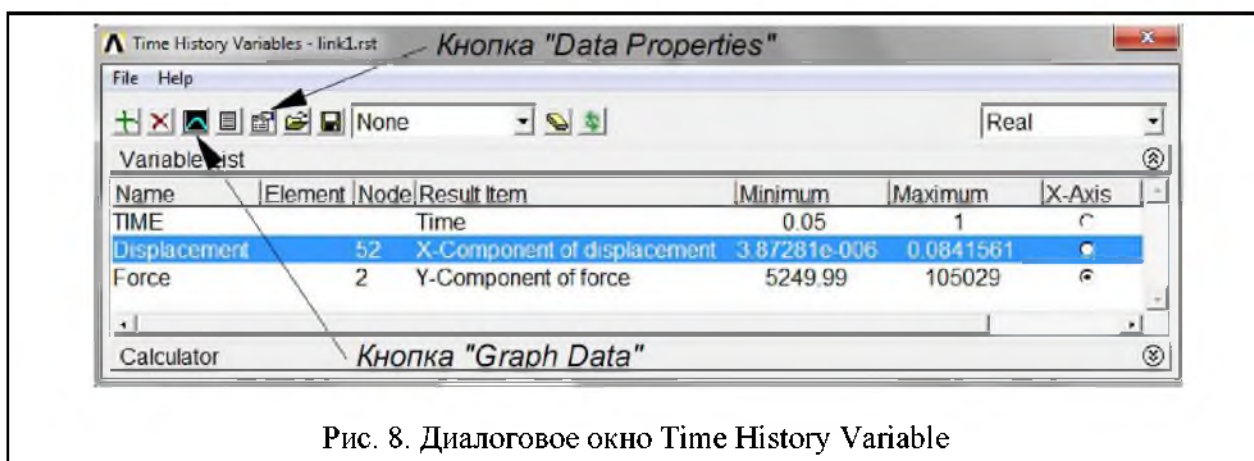 Time History Variables - link1.rst
Кнопка "Data Properties"
File Help
None
Real
Variable List
Name Element Node Result Item Minimum Maximum X-Axis
TIME Time 0.05 1
Displacement 52 X-Component of displacement 3.87281e-006 0.0841561
Force 2 Y-Component of force 5249.99 105029
Calculator
Кнопка "Graph Data"
Рис. 8. Диалоговое окно Time History Variable